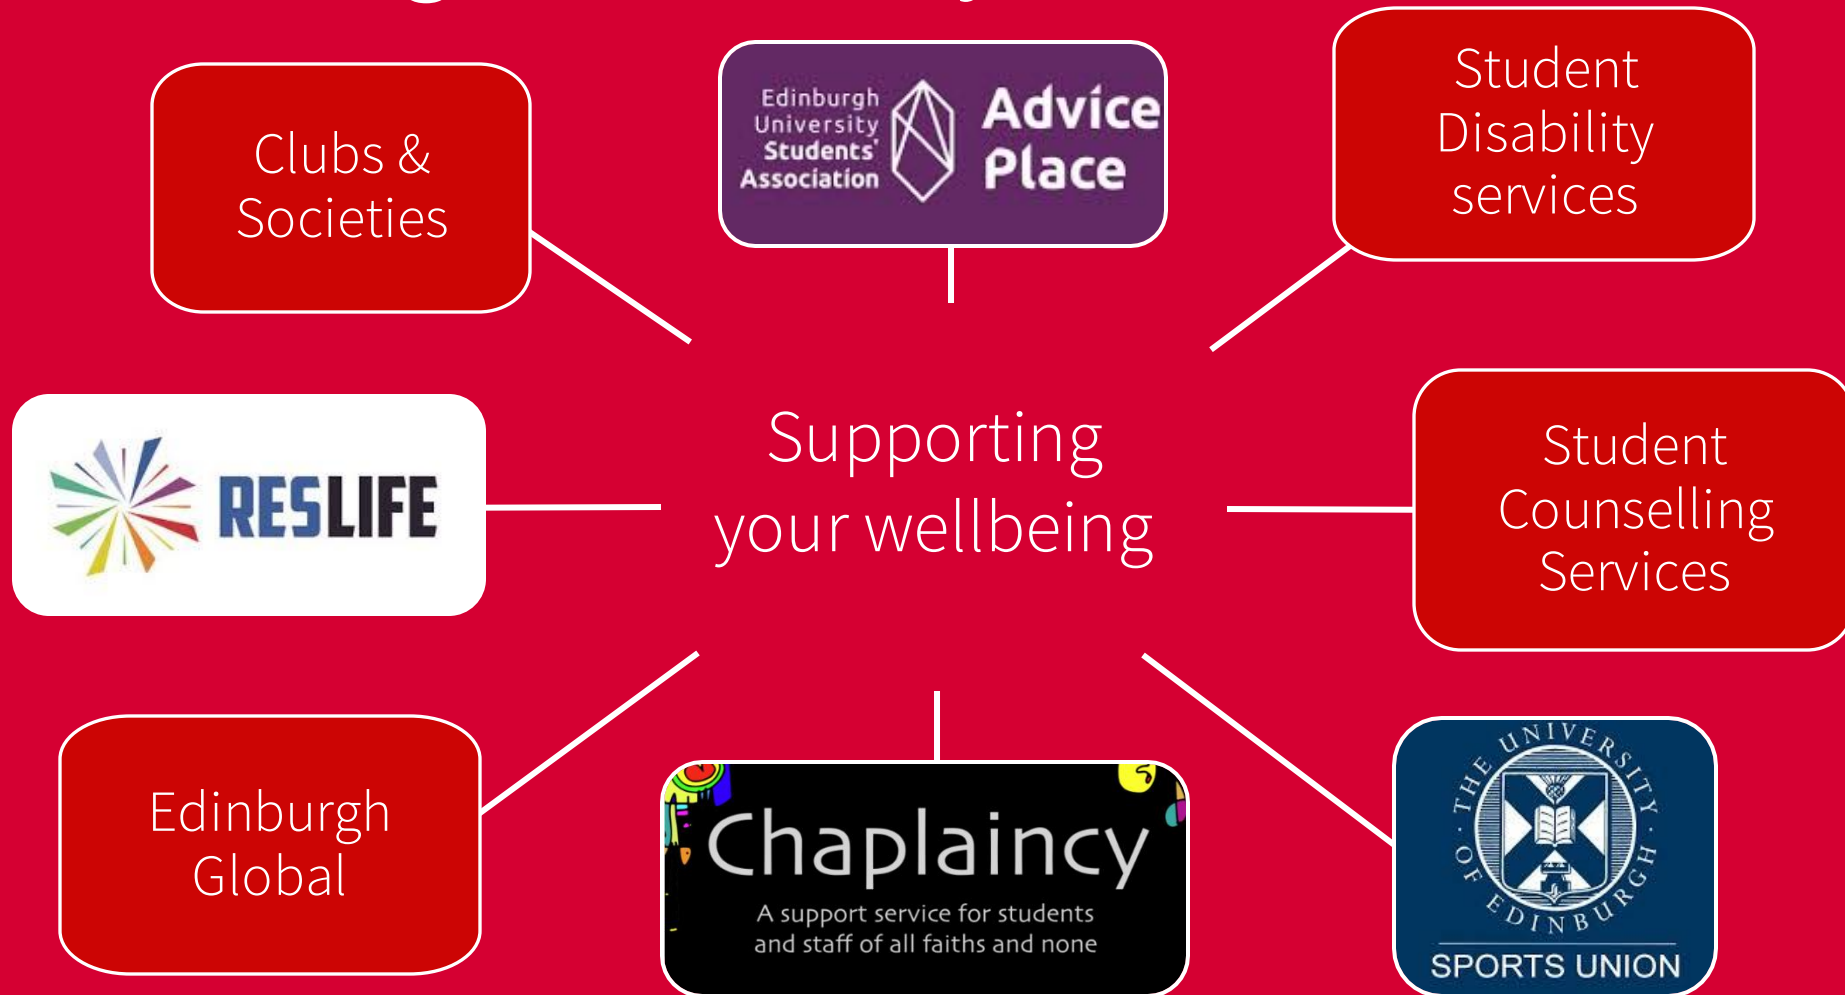 Clubs &
Societies
Edinburgh
University
Students'
Association
Advice
Place
Student
Disability
services
RESLIFE
Supporting
your wellbeing
Student
Counselling
Services
Edinburgh
Global
Chaplaincy
A support service for students
and staff of all faiths and none
THE UNIVERSITY OF EDINBURGH
SPORTS UNION